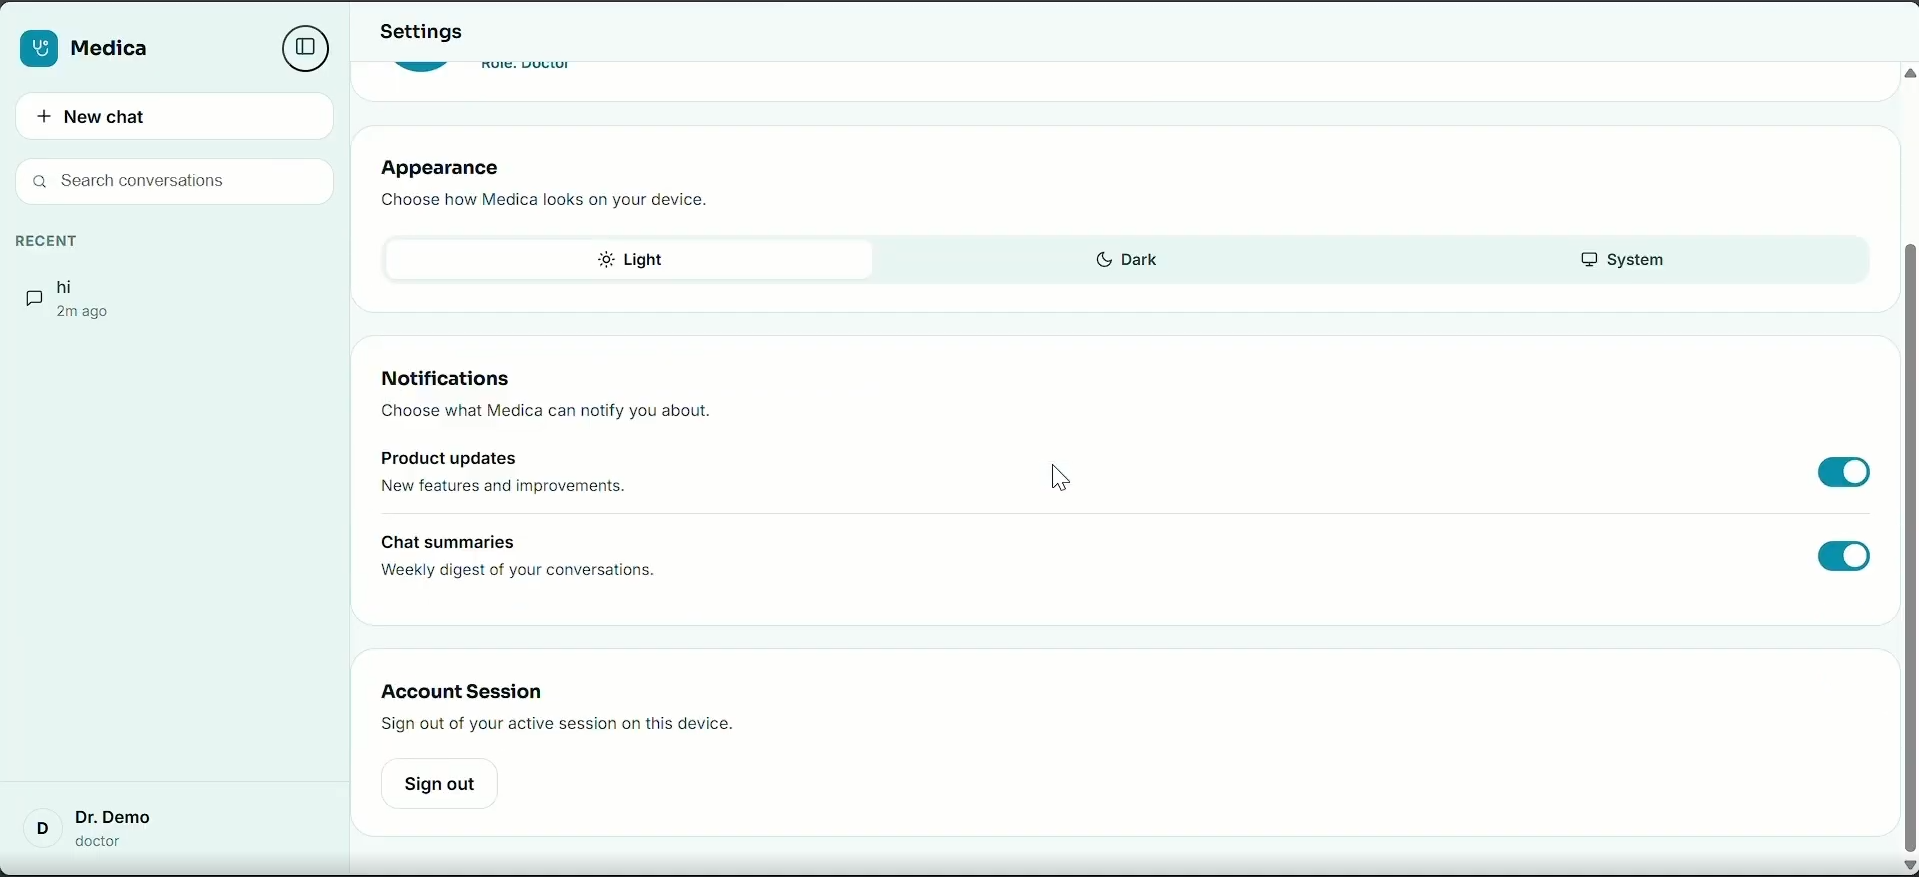 Medica
New chat
Search conversations
RECENT
hi
2m ago
D
Dr. Demo
doctor
Settings
Role: Doctor
Appearance
Choose how Medica looks on your device.
Light
Dark
System
Notifications
Choose what Medica can notify you about.
Product updates
New features and improvements.
Chat summaries
Weekly digest of your conversations.
Account Session
Sign out of your active session on this device.
Sign out